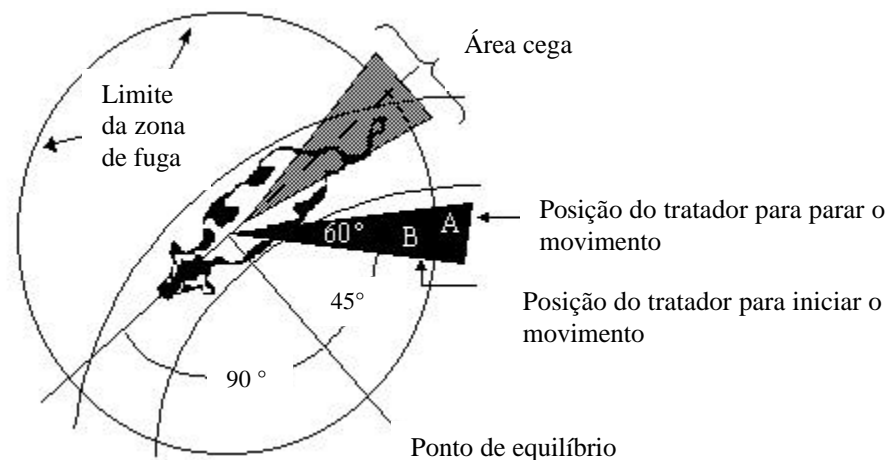 Área cega
Limite
da zona
de fuga
60°
B
A
Posição do tratador para parar o
movimento
Posição do tratador para iniciar o
movimento
45°
90 °
Ponto de equilíbrio